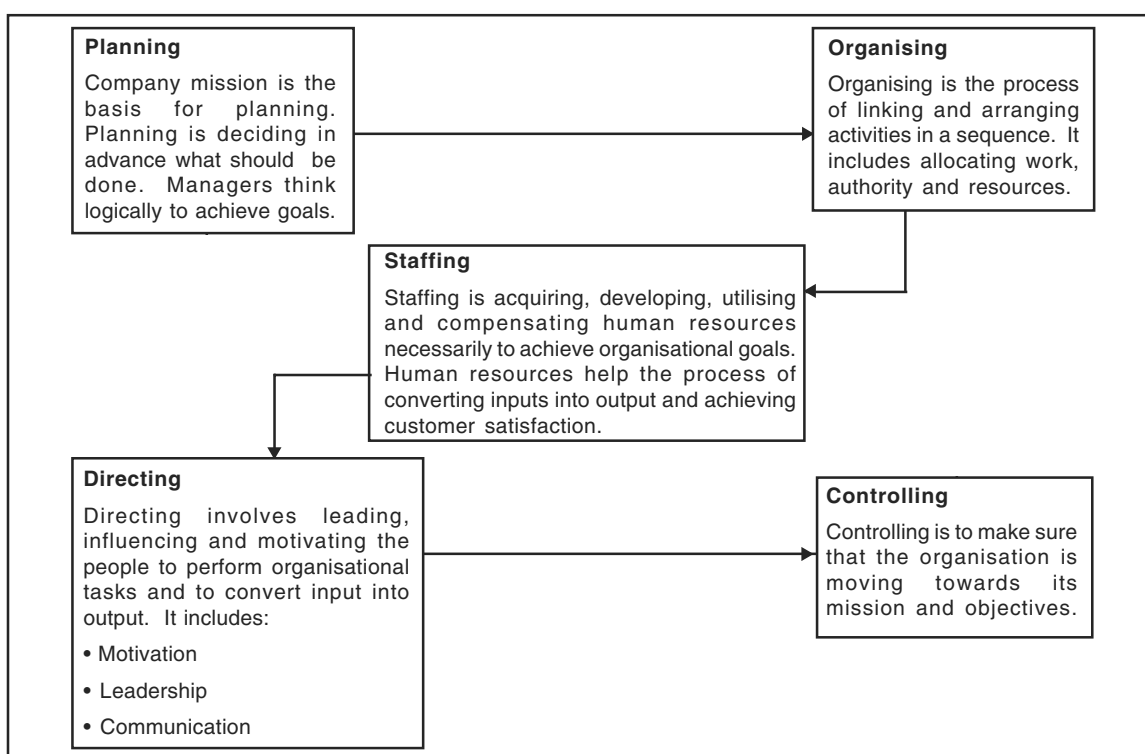 Planning
Company mission is the
basis for planning.
Planning is deciding in
advance what should be
done. Managers think
logically to achieve goals.
Organising
Organising is the process
of linking and arranging
activities in a sequence. It
includes allocating work,
authority and resources.
Staffing
Staffing is acquiring, developing, utilising
and compensating human resources
necessarily to achieve organisational goals.
Human resources help the process of
converting inputs into output and achieving
customer satisfaction.
Directing
Directing involves leading,
influencing and motivating the
people to perform organisational
tasks and to convert input into
output. It includes:
• Motivation
• Leadership
• Communication
Controlling
Controlling is to make sure
that the organisation is
moving towards its
mission and objectives.